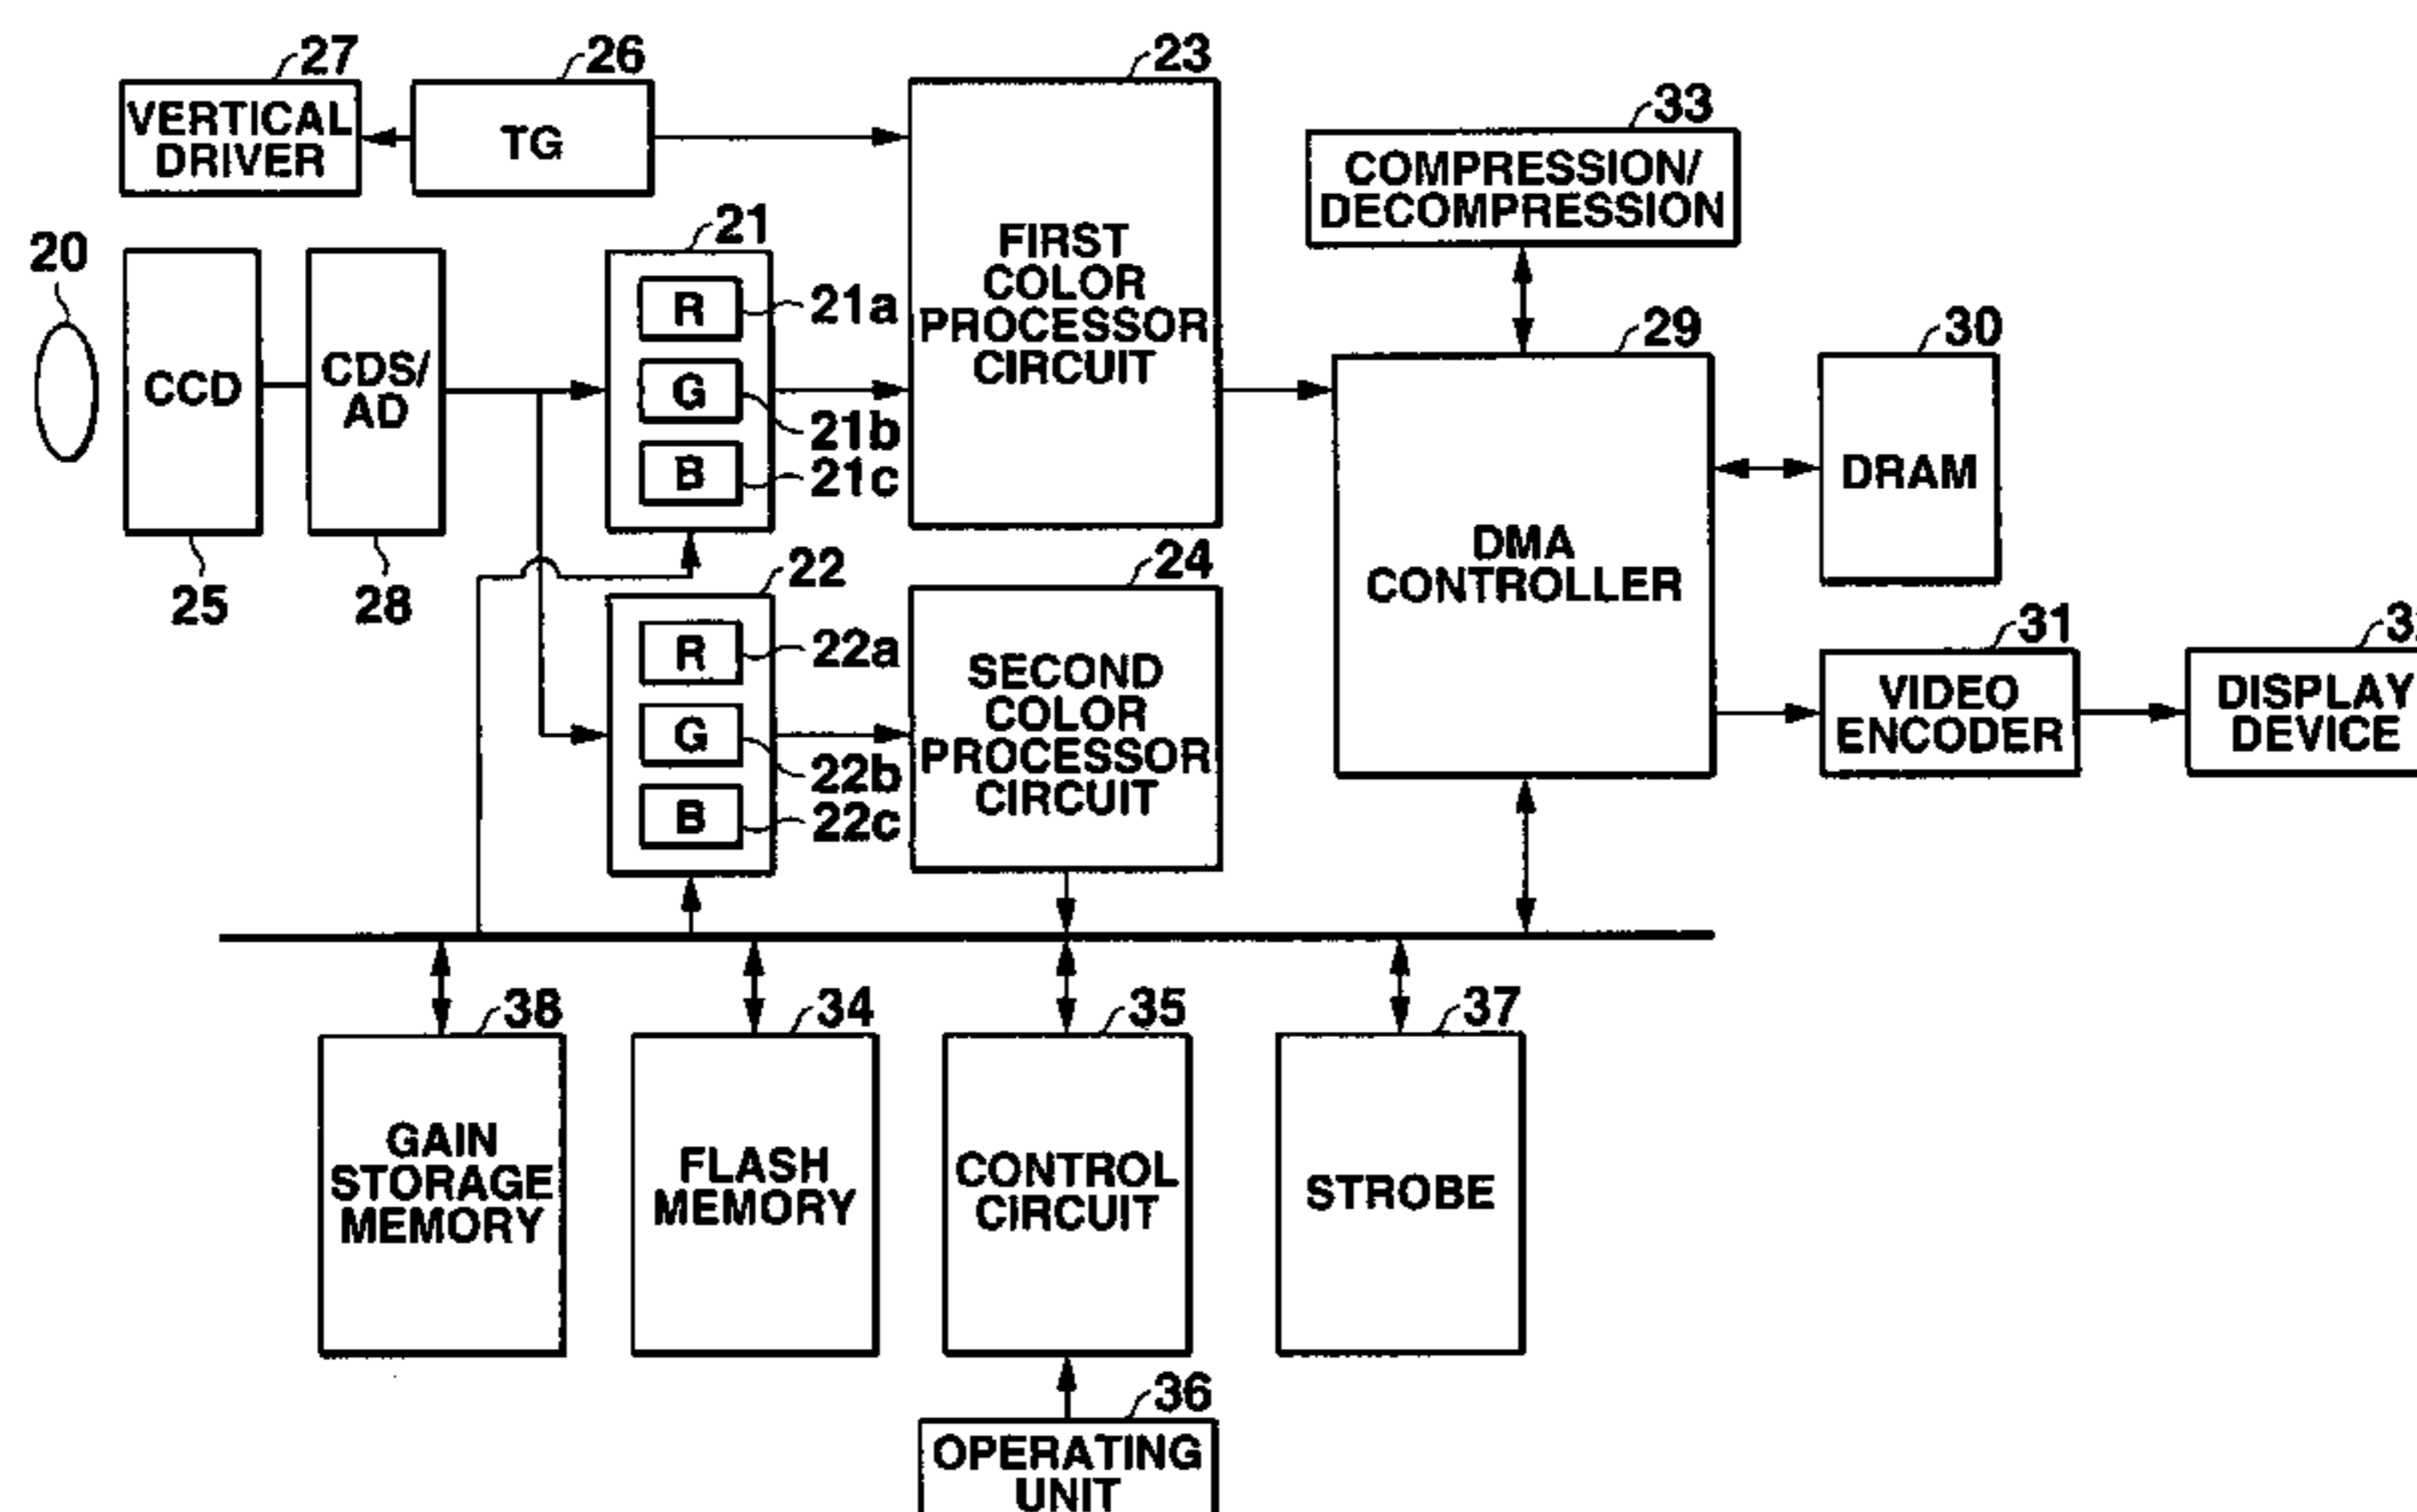 27
26
23
33
VERTICAL
DRIVER
TG
COMPRESSION/
DECOMPRESSION
20
21
FIRST
COLOR
PROCESSOR
CIRCUIT
R
21a
G
21b
B
21c
CCD
CDS/
AD
25
28
29
30
DMA
CONTROLLER
DRAM
22
24
R
22a
G
22b
B
22c
SECOND
COLOR
PROCESSOR
CIRCUIT
31
VIDEO
ENCODER
DISPLAY
DEVICE
38
34
35
37
GAIN
STORAGE
MEMORY
FLASH
MEMORY
CONTROL
CIRCUIT
STROBE
36
OPERATING
UNIT